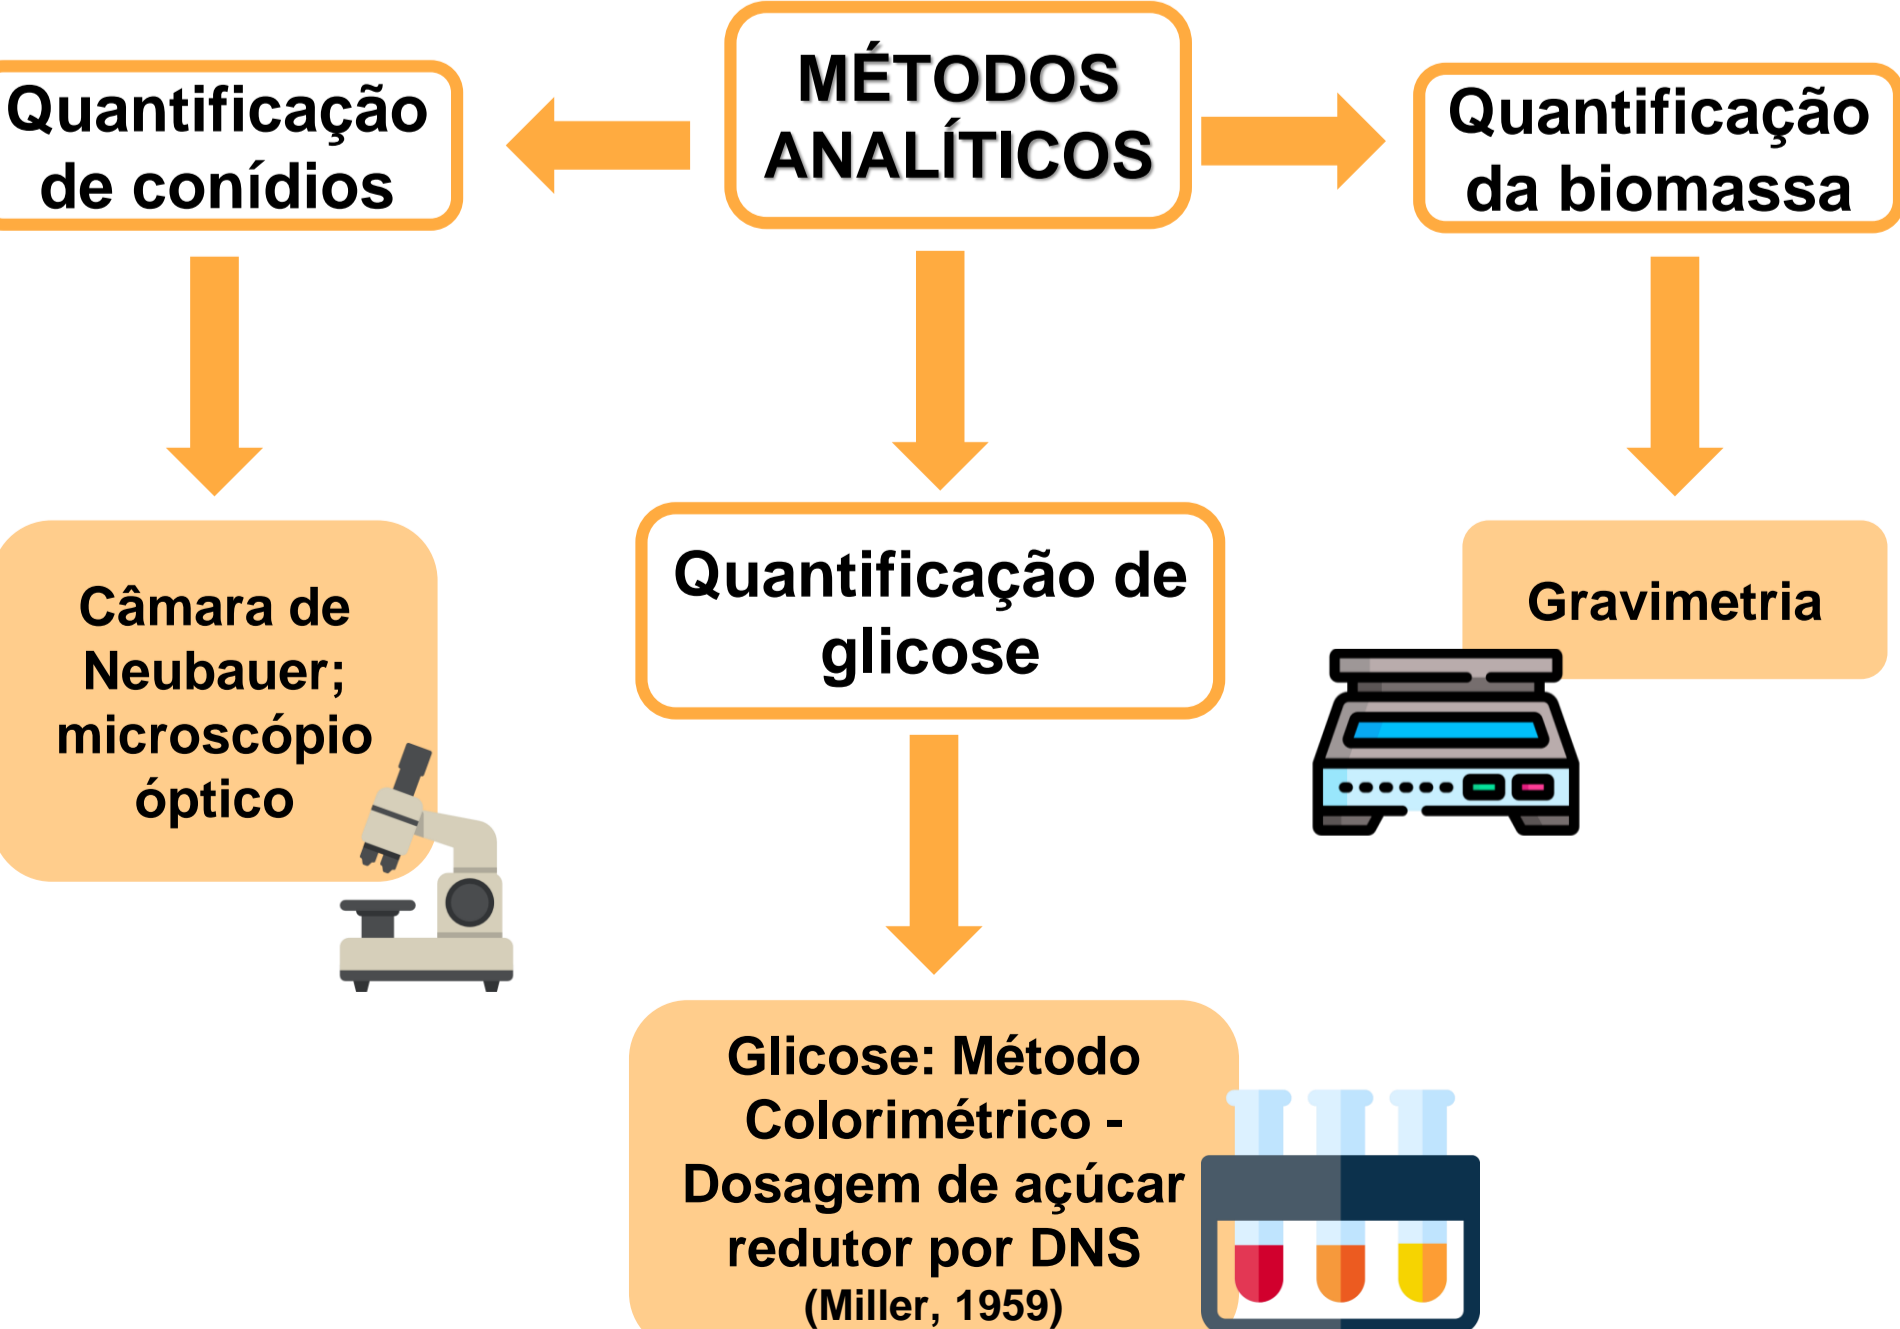 MÉTODOS
ANALÍTICOS
Quantificação
de conídios
Quantificação
da biomassa
Câmara de
Neubauer;
microscópio
óptico
Quantificação de
glicose
Gravimetria
Glicose: Método
Colorimétrico -
Dosagem de açúcar
redutor por DNS
(Miller, 1959)